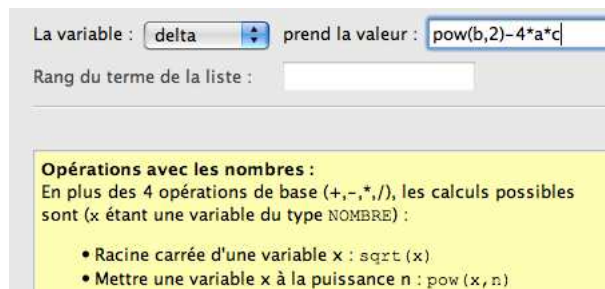 La variable : delta prend la valeur : pow(b,2)-4*a*c
Rang du terme de la liste :
Opérations avec les nombres :
En plus des 4 opérations de base (+,-,*,/), les calculs possibles
sont (x étant une variable du type NOMBRE) :
• Racine carrée d'une variable x : sqrt(x)
• Mettre une variable x à la puissance n : pow(x,n)